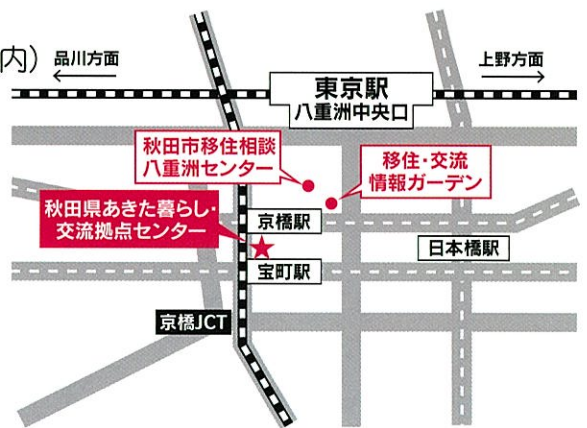 内)
品川方面
上野方面
東京駅
八重洲中央口
秋田市移住相談
八重洲センター
移住・交流
情報ガーデン
秋田県あきた暮らし・
交流拠点センター
京橋駅
日本橋駅
宝町駅
京橋JCT